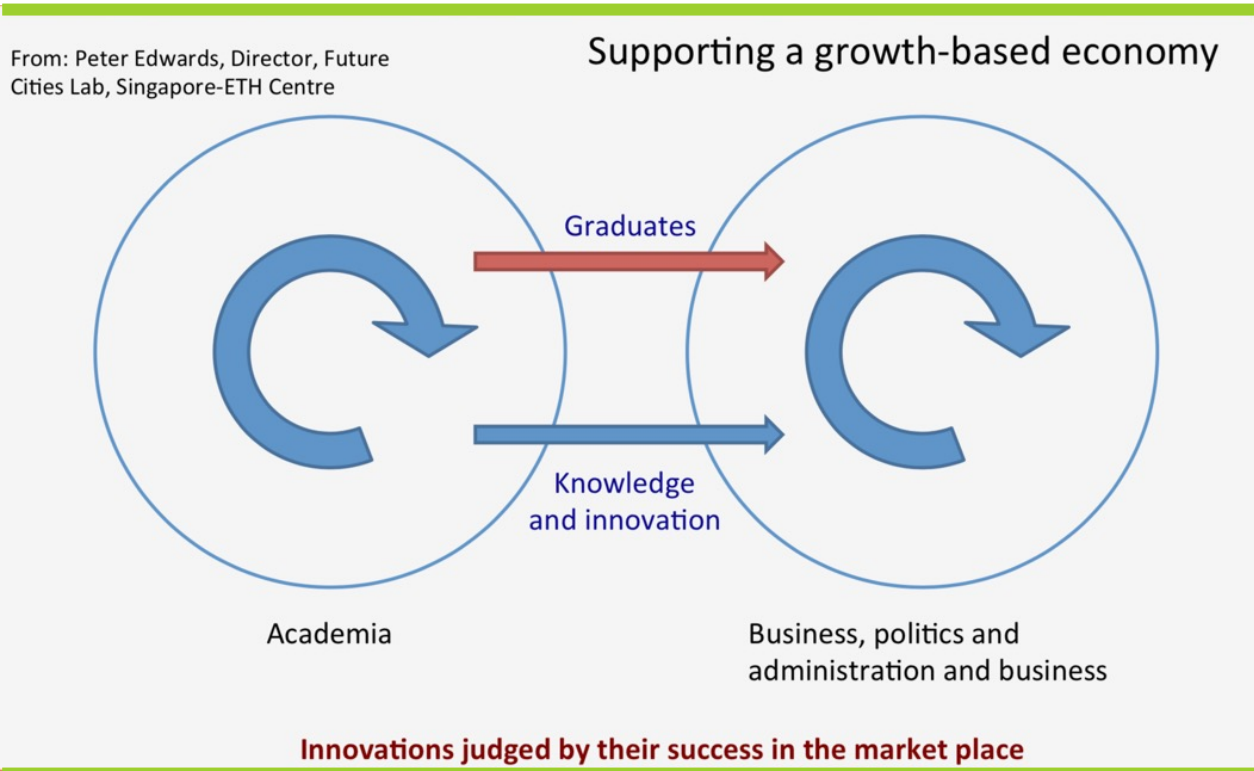 From: Peter Edwards, Director, Future
Cities Lab, Singapore-ETH Centre
Supporting a growth-based economy
Graduates
Knowledge
and innovation
Academia
Business, politics and
administration and business
Innovations judged by their success in the market place